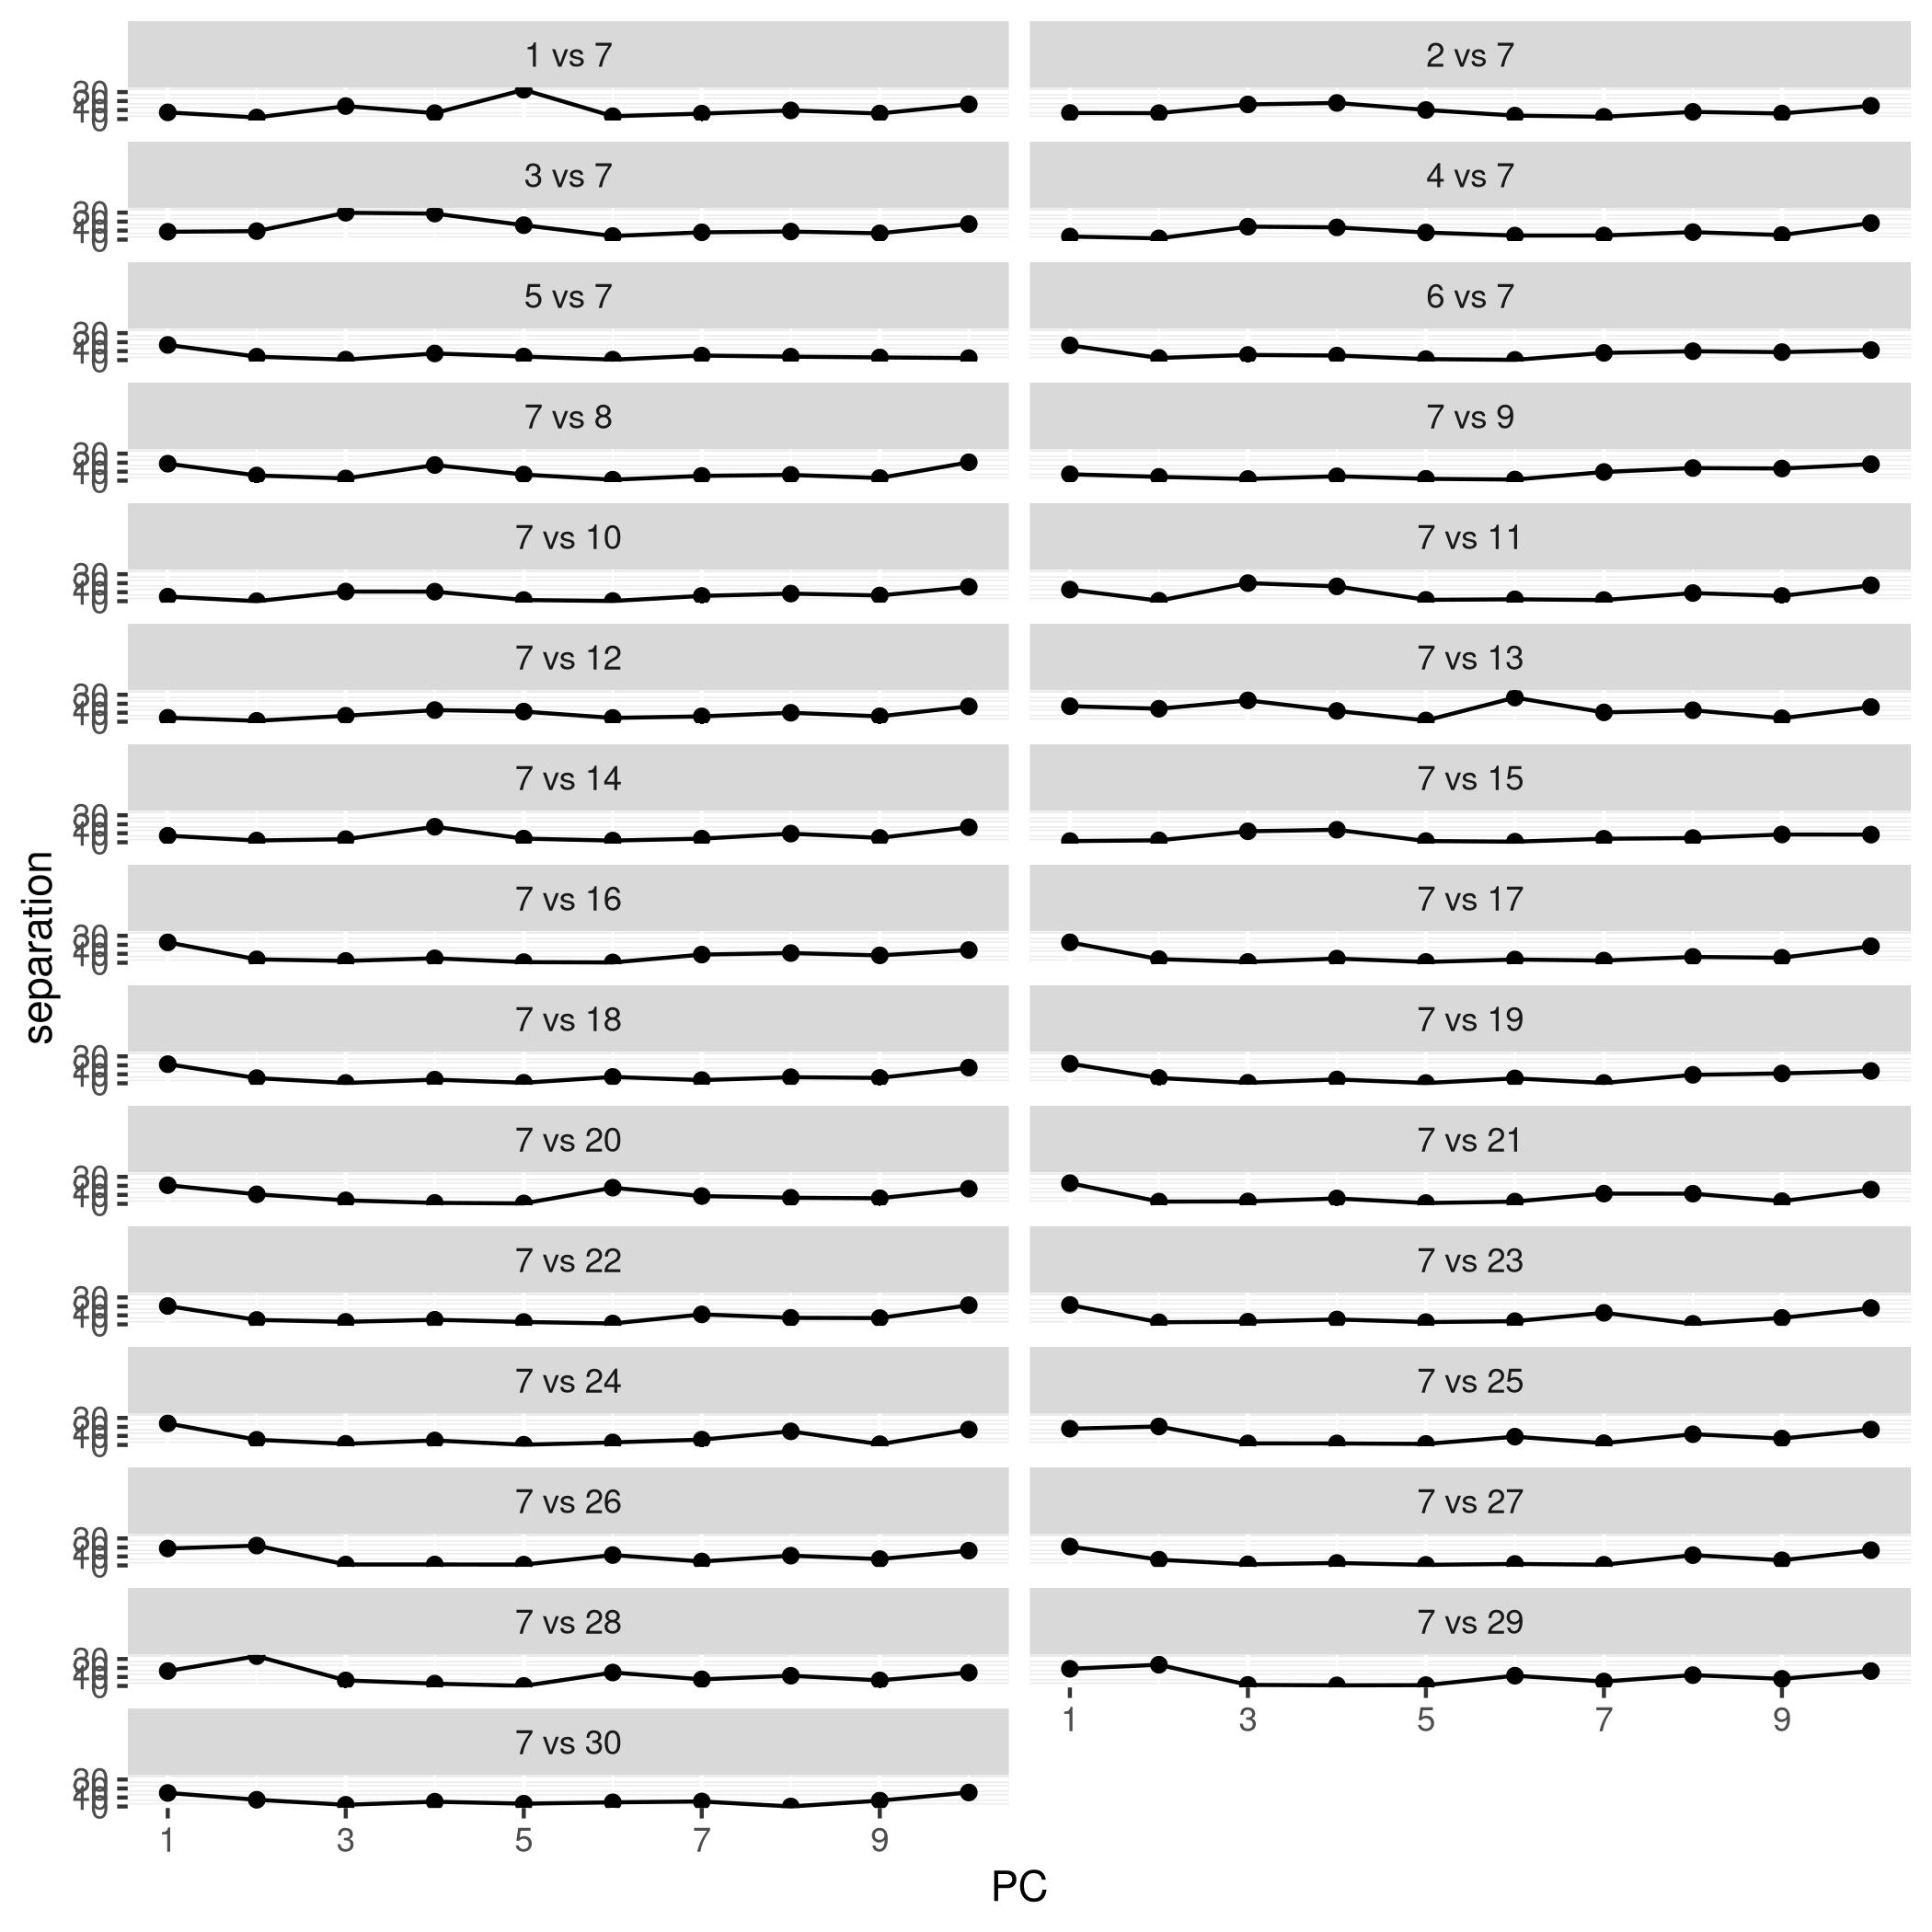 1 vs 7
2 vs 7
3 vs 7
4 vs 7
5 vs 7
6 vs 7
7 vs 8
7 vs 9
7 vs 10
7 vs 11
7 vs 12
7 vs 13
7 vs 14
7 vs 15
7 vs 16
7 vs 17
7 vs 18
7 vs 19
7 vs 20
7 vs 21
7 vs 22
7 vs 23
7 vs 24
7 vs 25
7 vs 26
7 vs 27
7 vs 28
7 vs 29
1 3 5 7 9
7 vs 30
1 3 5 7 9
PC
separation